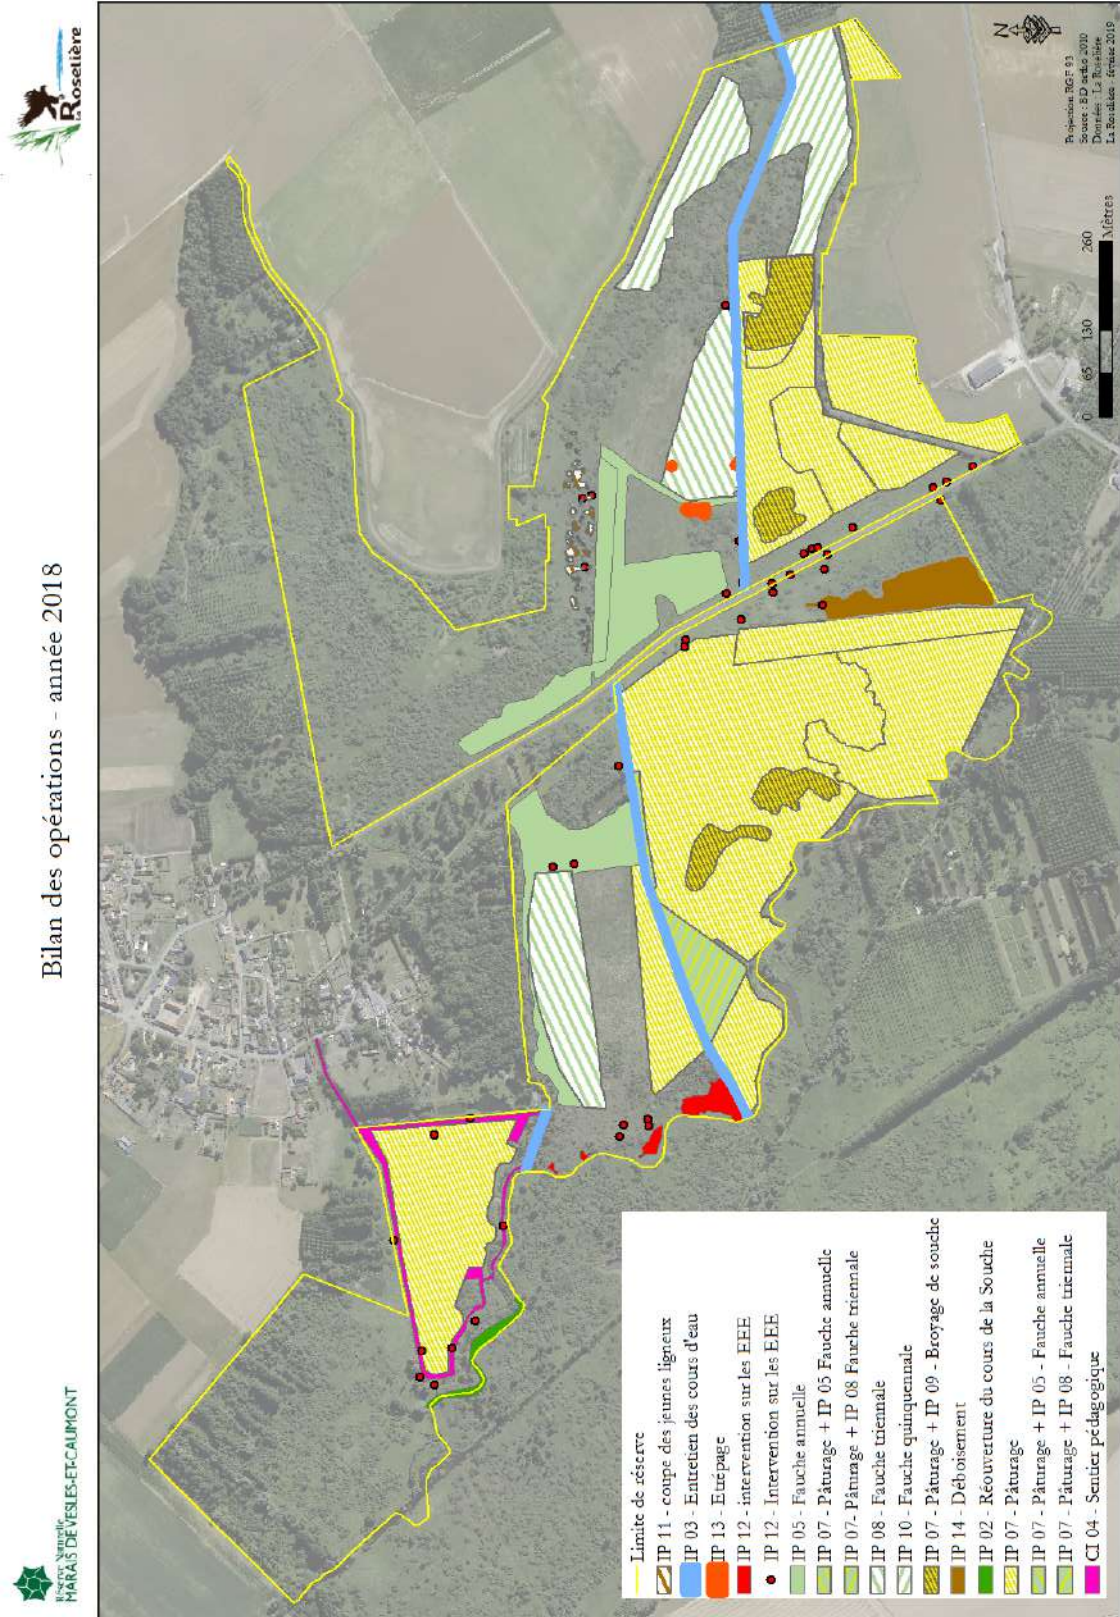 Réserve Naturelle
MARAIS DE VESLES-ET-CAUMONT
Bilan des opérations - année 2018
la
Roselière
Limite de réserve
IP 11 - coupe des jeunes ligneux
IP 03 - Entretien des cours d'eau
IP 13 - Etrépage
IP 12 - intervention sur les EEE
IP 12 - Intervention sur les EEE
IP 05 - Fauche annuelle
IP 07 - Pâturage + IP 05 Fauche annuelle
IP 07- Pâturage + IP 08 Fauche triennale
IP 08 - Fauche triennale
IP 10 - Fauche quinquennale
IP 07 - Pâturage + IP 09 - Broyage de souche
IP 14 - Déboisement
IP 02 - Réouverture du cours de la Souche
IP 07 - Pâturage
IP 07 - Pâturage + IP 05 - Fauche annuelle
IP 07 - Pâturage + IP 08 - Fauche triennale
CI 04 - Sentier pédagogique
0 65 130 260
Mètres
N
Projection RGF 93
Source : BD ortho 2010
Données : La Roselière
La Roselière - février 2019